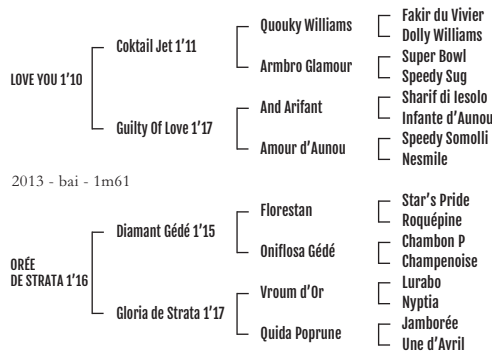 Fakir du Vivier
Quouky Williams
Dolly Williams
Coktail Jet 1'11
Super Bowl
Armbro Glamour
Speedy Sug
LOVE YOU 1'10
Sharif di Iesolo
And Arifant
Infante d'Aunou
Guilty Of Love 1'17
Speedy Somolli
Amour d'Aunou
Nesmile
2013 - bai - 1m61
Star's Pride
Florestan
Roquépine
Diamant Gédé 1'15
Chambon P
Oniflosa Gédé
Champenoise
ORÉE
DE STRATA 1'16
Lurabo
Vroum d'Or
Nyptia
Gloria de Strata 1'17
Jamborée
Quida Poprune
Une d'Avril